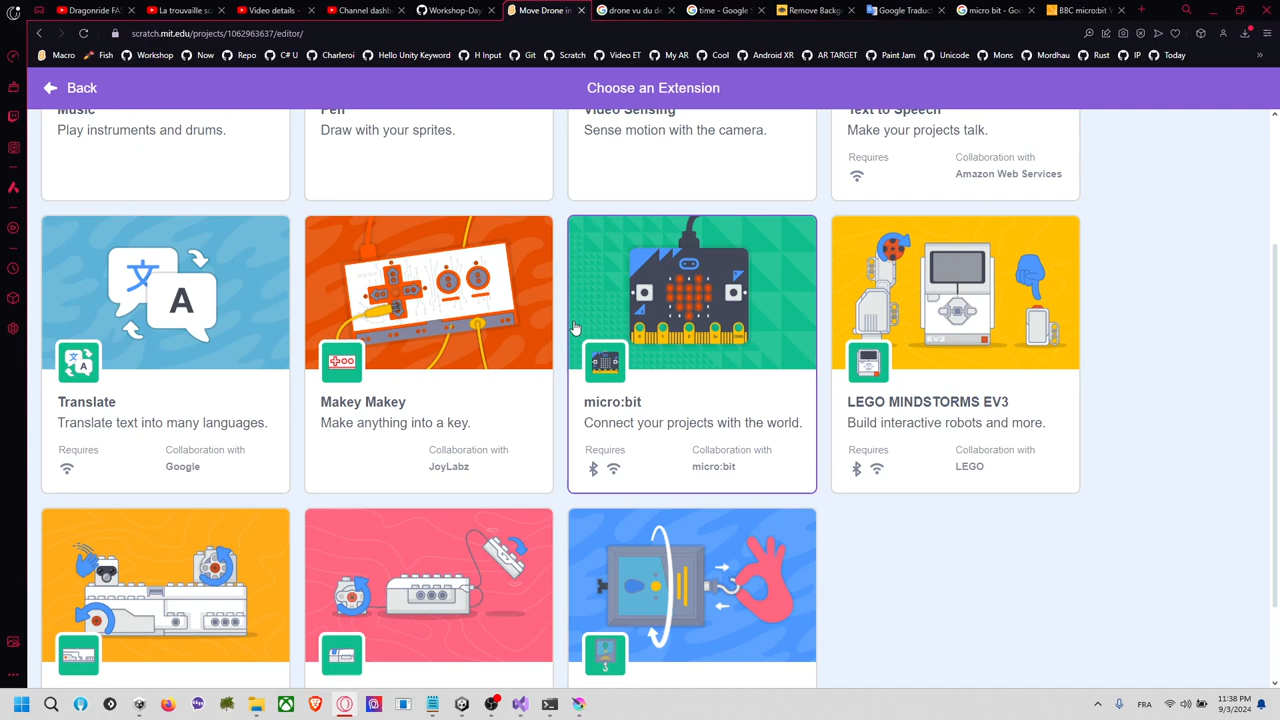 Dragonride FA
La trouvaille sc
Video details -
Channel dashb
Workshop-Day
Move Drone in
drone vu du de
time - Google S
Remove Backg
Google Traduc
micro bit - Goo
BBC microbit V
scratch.mit.edu/projects/1062963637/editor/
Macro
Fish
Workshop
Now
Repo
C# U
Charleroi
Hello Unity Keyword
H Input
Git
Scratch
Video ET
My AR
Cool
Android XR
AR TARGET
Paint Jam
Unicode
Mons
Mordhau
Rust
IP
Today
Back
Choose an Extension
Music
Pen
Video Sensing
Text to Speech
Play instruments and drums.
Draw with your sprites.
Sense motion with the camera.
Make your projects talk.
Requires
Collaboration with
Amazon Web Services
文
A
EV3
Translate
Translate text into many languages.
Requires
Collaboration with
Google
Makey Makey
Make anything into a key.
Collaboration with
JoyLabz
micro:bit
Connect your projects with the world.
Requires
Collaboration with
micro:bit
LEGO MINDSTORMS EV3
Build interactive robots and more.
Requires
Collaboration with
LEGO
FRA
11:38 PM
9/3/2024